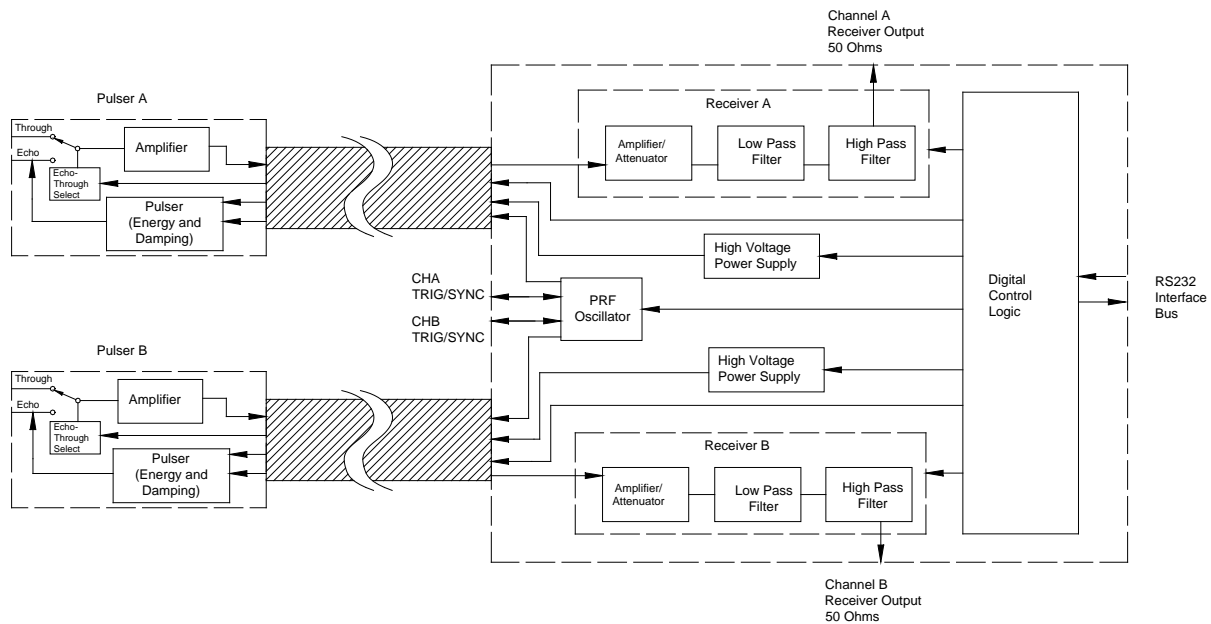 Channel A
Receiver Output
50 Ohms
Pulser A
Through
Echo
Amplifier
Echo-
Through
Select
Pulser
(Energy and
Damping)
Receiver A
Amplifier/
Attenuator
Low Pass
Filter
High Pass
Filter
High Voltage
Power Supply
CHA
TRIG/SYNC
CHB
TRIG/SYNC
PRF
Oscillator
Digital
Control
Logic
RS232
Interface
Bus
Pulser B
Through
Echo
Amplifier
Echo-
Through
Select
Pulser
(Energy and
Damping)
High Voltage
Power Supply
Receiver B
Amplifier/
Attenuator
Low Pass
Filter
High Pass
Filter
Channel B
Receiver Output
50 Ohms